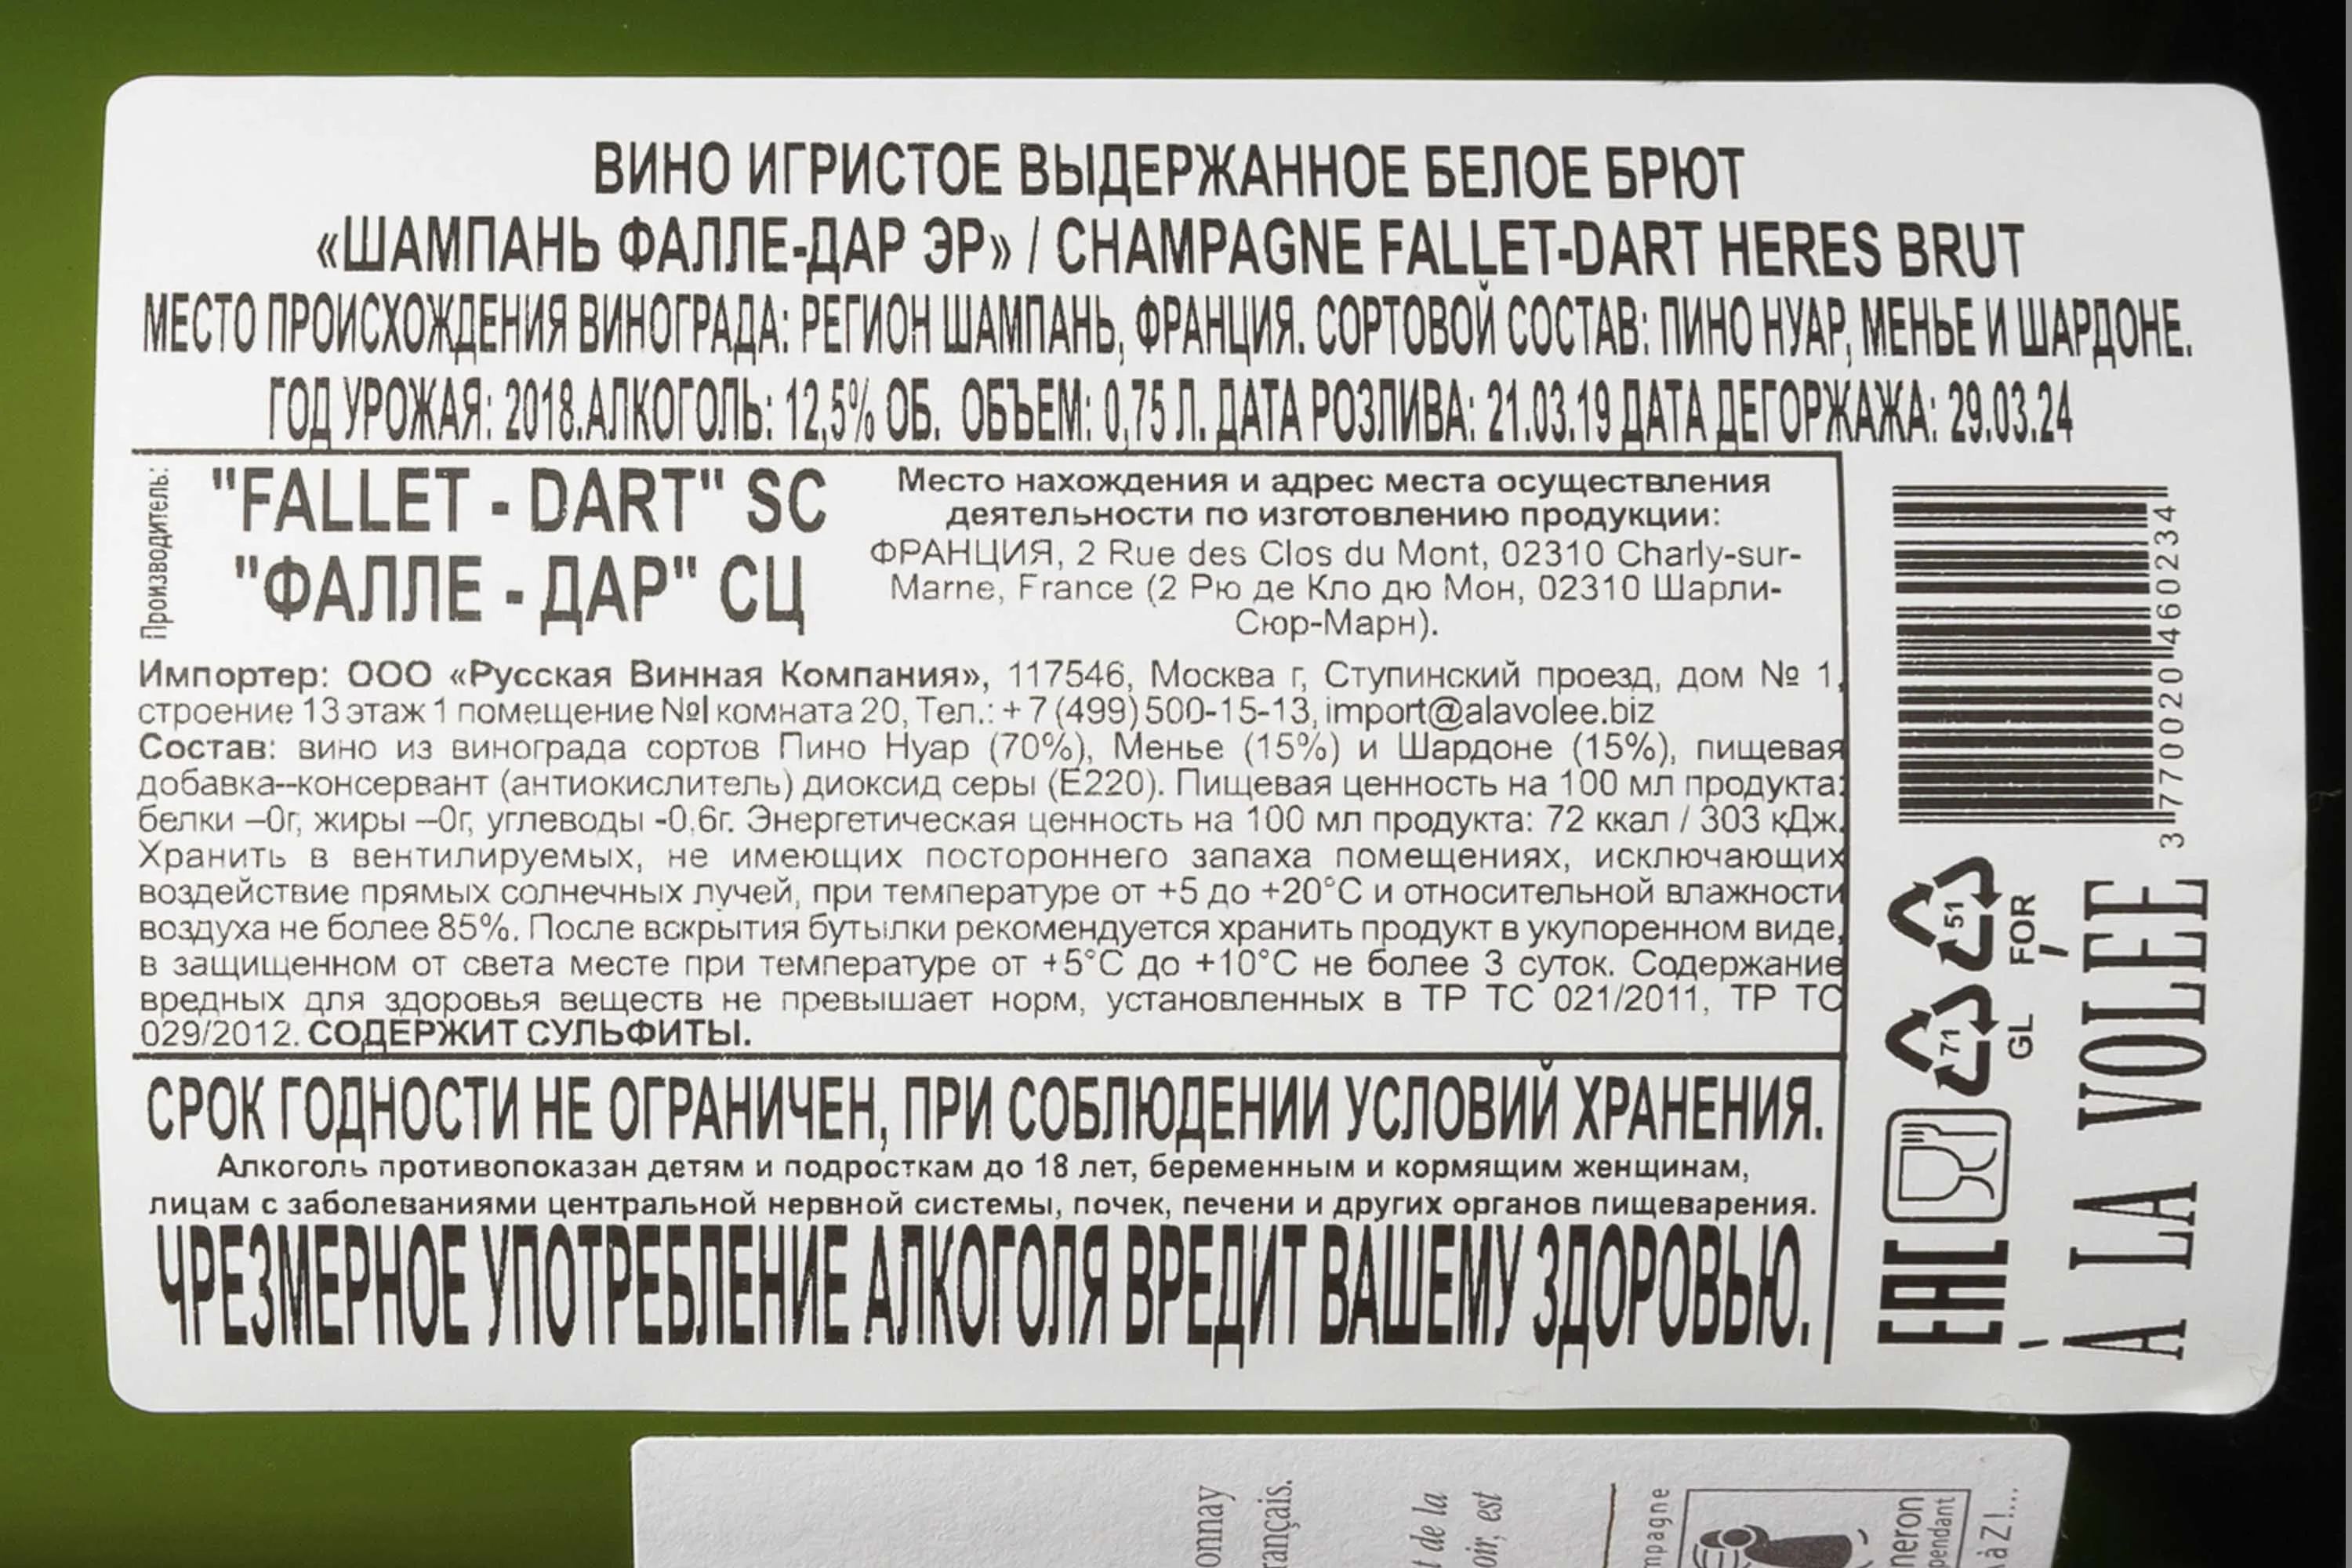 ВИНО ИГРИСТОЕ ВЫДЕРЖАННОЕ БЕЛОЕ БРЮТ
«ШАМПАНЬ ФАЛЛЕ-ДАР ЭР» / CHAMPAGNE FALLET-DART HERES BRUT
МЕСТО ПРОИСХОЖДЕНИЯ ВИНОГРАДА: РЕГИОН ШАМПАНЬ, ФРАНЦИЯ. СОРТОВОЙ СОСТАВ: ПИНО НУАР, МЕНЬЕ И ШАРДОНЕ.
ГОД УРОЖАЯ: 2018.АЛКОГОЛЬ: 12,5% ОБ. ОБЪЕМ: 0,75 Л. ДАТА РОЗЛИВА: 21.03.19 ДАТА ДЕГОРЖАЖА: 29.03.24
Производитель:
"FALLET - DART" SC
"ФАЛЛЕ - ДАР" СЦ
Место нахождения и адрес места осуществления
деятельности по изготовлению продукции:
ФРАНЦИЯ, 2 Rue des Clos du Mont, 02310 Charly-sur-
Marne, France (2 Рю де Кло дю Мон, 02310 Шарли-
Сюр-Марн).
Импортер: ООО «Русская Винная Компания», 117546, Москва г, Ступинский проезд, дом № 1,
строение 13 этаж 1 помещение №I комната 20, Тел.: + 7 (499) 500-15-13, import@alavolee.biz
Состав: вино из винограда сортов Пино Нуар (70%), Менье (15%) и Шардоне (15%), пищевая
добавка--консервант (антиокислитель) диоксид серы (E220). Пищевая ценность на 100 мл продукта:
белки –0г, жиры –0г, углеводы -0,6г. Энергетическая ценность на 100 мл продукта: 72 ккал / 303 кДж.
Хранить в вентилируемых, не имеющих постороннего запаха помещениях, исключающих
воздействие прямых солнечных лучей, при температуре от +5 до +20°С и относительной влажности
воздуха не более 85%. После вскрытия бутылки рекомендуется хранить продукт в укупоренном виде,
в защищенном от света месте при температуре от +5°С до +10°С не более 3 суток. Содержание
вредных для здоровья веществ не превышает норм, установленных в ТР ТС 021/2011, ТР ТС
029/2012. СОДЕРЖИТ СУЛЬФИТЫ.
СРОК ГОДНОСТИ НЕ ОГРАНИЧЕН, ПРИ СОБЛЮДЕНИИ УСЛОВИЙ ХРАНЕНИЯ.
Алкоголь противопоказан детям и подросткам до 18 лет, беременным и кормящим женщинам,
лицам с заболеваниями центральной нервной системы, почек, печени и других органов пищеварения.
ЧРЕЗМЕРНОЕ УПОТРЕБЛЕНИЕ АЛКОГОЛЯ ВРЕДИТ ВАШЕМУ ЗДОРОВЬЮ.
3 770020 460234
51
FOR
71
GL
EAC
À LA VOLÉE
t de la
est
à Z!...